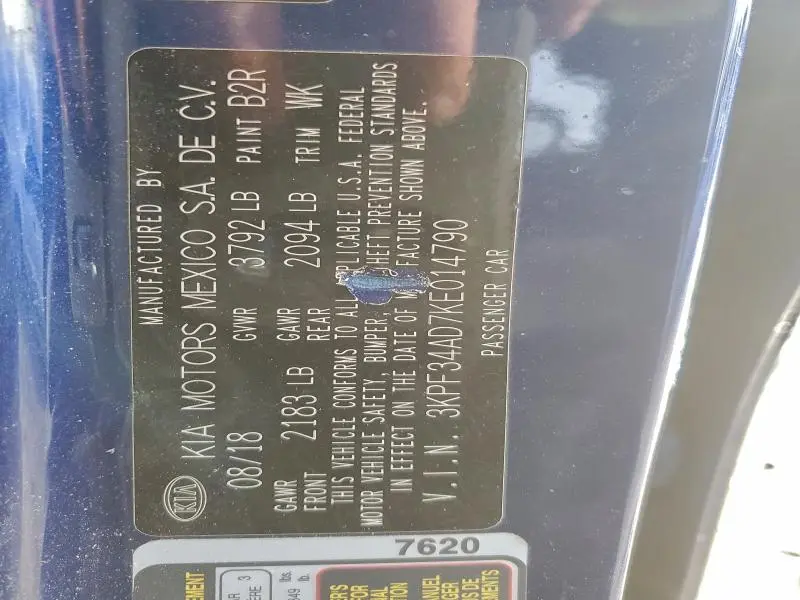 MANUFACTURED BY
KIA KIA MOTORS MEXICO S.A. DE C.V.
08/18 GVWR 3792 LB PAINT B2R
GAWR FRONT 2183 LB GAWR REAR 2094 LB TRIM WK
THIS VEHICLE CONFORMS TO ALL APPLICABLE U.S.A. FEDERAL
MOTOR VEHICLE SAFETY, BUMPER, THEFT PREVENTION STANDARDS
IN EFFECT ON THE DATE OF FACTURE SHOWN ABOVE.
V.I.N. 3KPF34AD7KE014790
PASSENGER CAR
7620